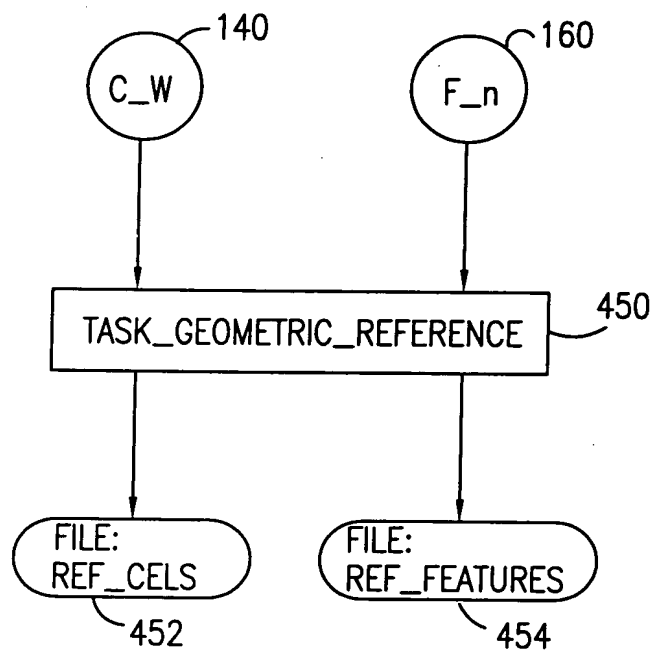 140
160
C_W
F_n
TASK_GEOMETRIC_REFERENCE
450
FILE:
REF_CELS
FILE:
REF_FEATURES
452
454